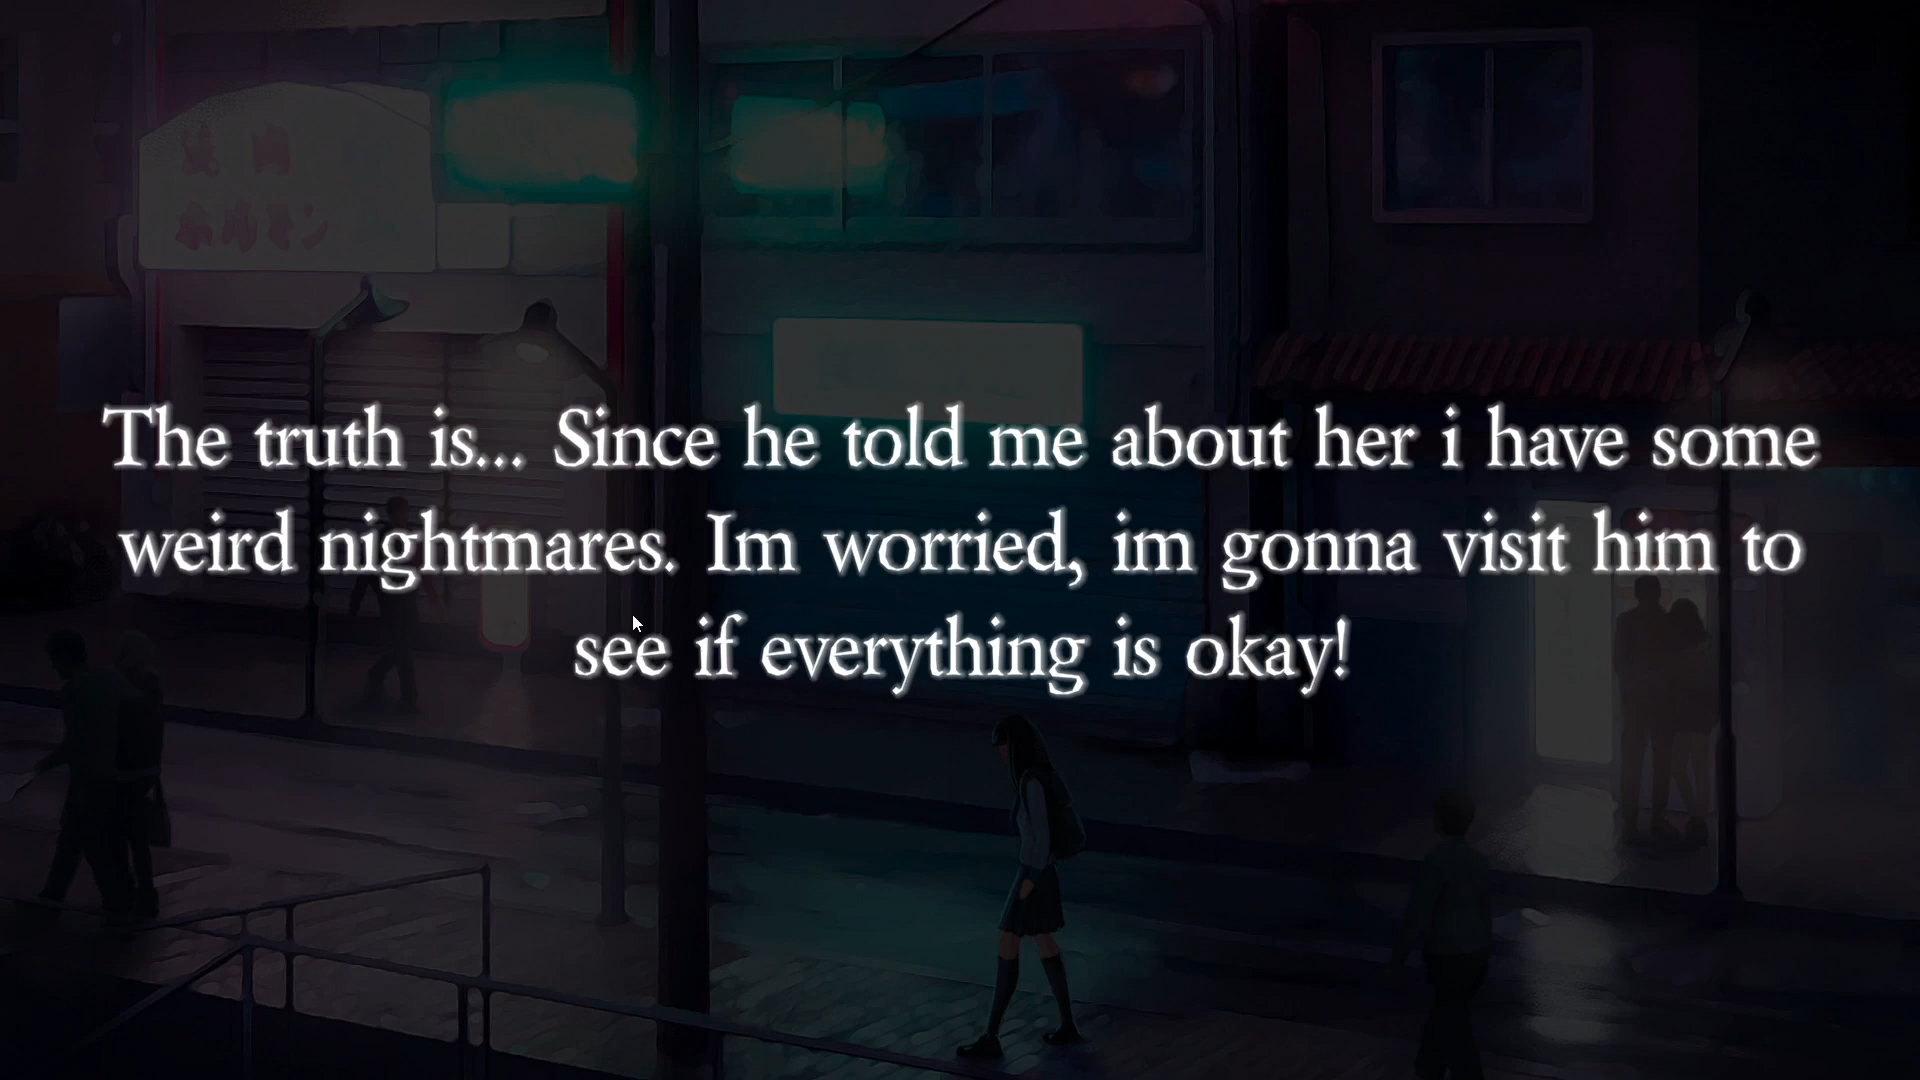 The truth is... Since he told me about her i have some
weird nightmares. Im worried, im gonna visit him to
see if everything is okay!